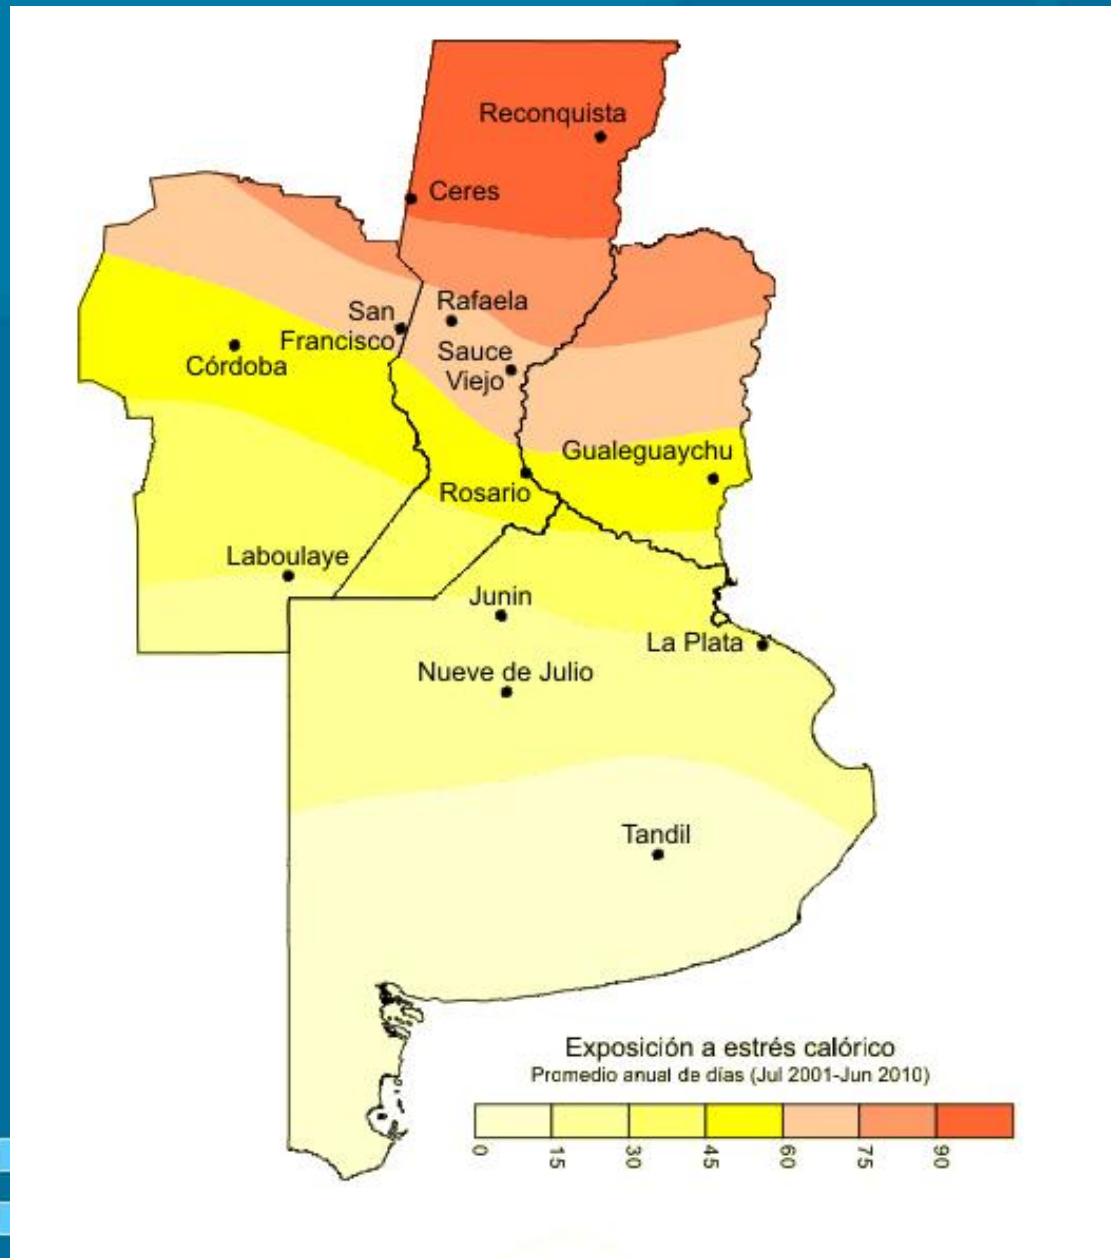 Reconquista
Ceres
San
Francisco
Rafaela
Sauce
Viejo
Córdoba
Gualeguaychu
Rosario
Laboulaye
Junin
La Plata
Nueve de Julio
Tandil
Exposición a estrés calórico
Promedio anual de días (Jul 2001-Jun 2010)
0 15 30 45 60 75 90